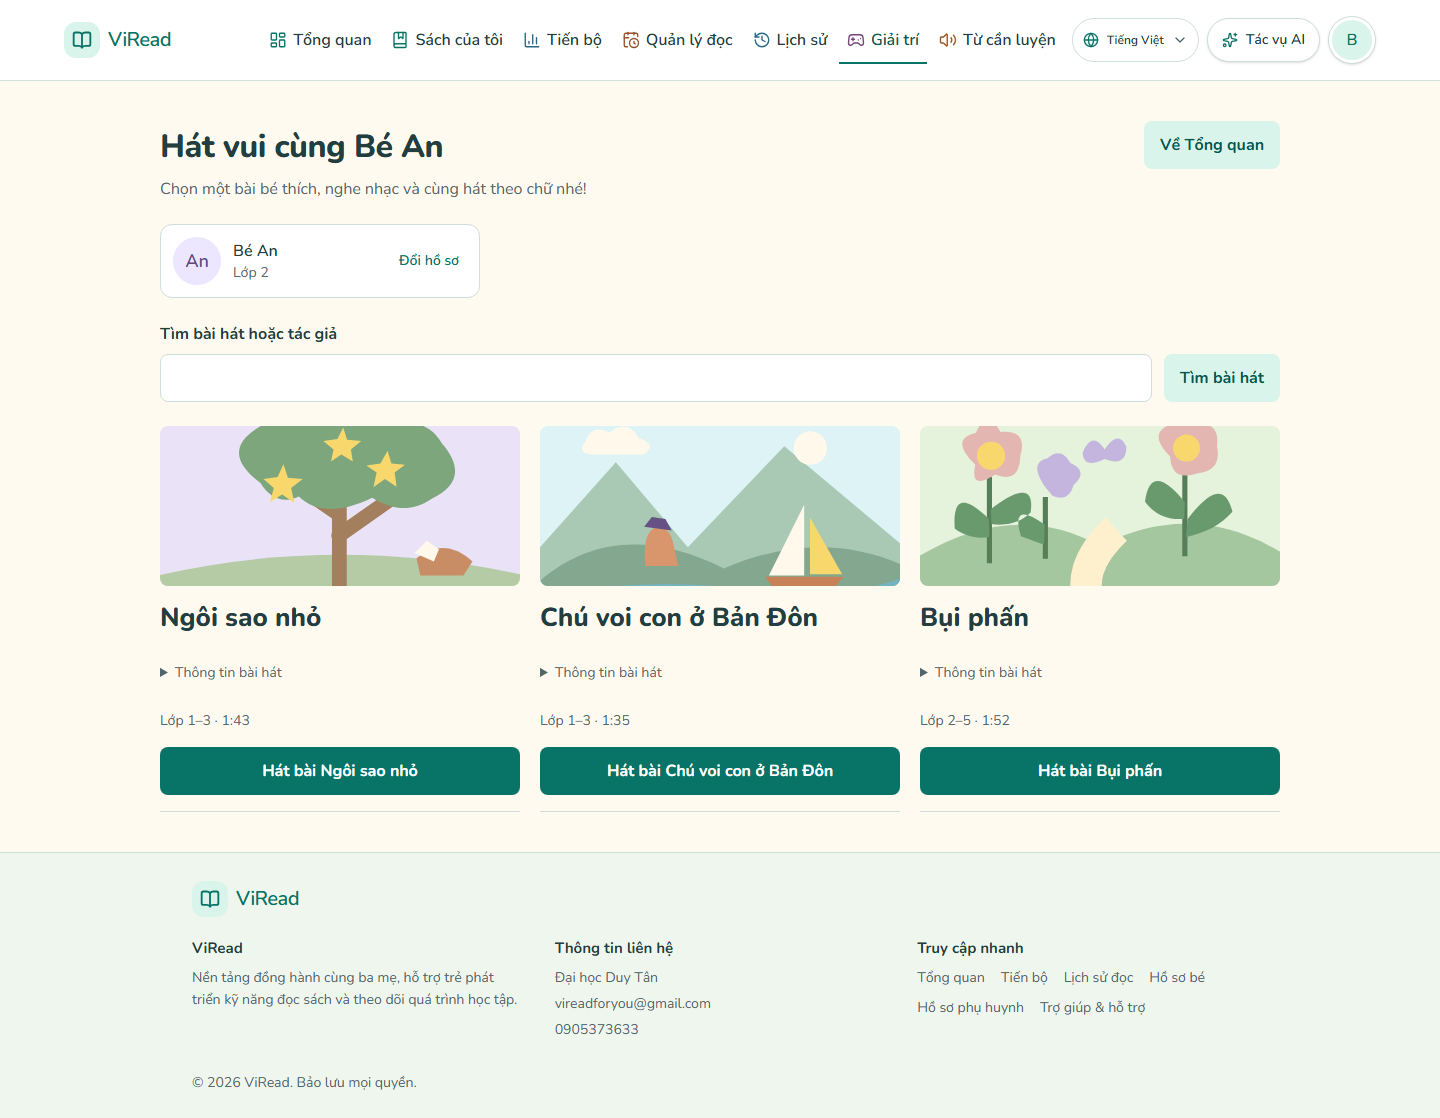 ViRead
Tổng quan
Sách của tôi
Tiến bộ
Quản lý đọc
Lịch sử
Giải trí
Từ cần luyện
Tiếng Việt
Tác vụ AI
B
Hát vui cùng Bé An
Về Tổng quan
Chọn một bài bé thích, nghe nhạc và cùng hát theo chữ nhé!
An
Bé An
Lớp 2
Đổi hồ sơ
Tìm bài hát hoặc tác giả
Tìm bài hát
Ngôi sao nhỏ
Thông tin bài hát
Lớp 1–3 · 1:43
Hát bài Ngôi sao nhỏ
Chú voi con ở Bản Đôn
Thông tin bài hát
Lớp 1–3 · 1:35
Hát bài Chú voi con ở Bản Đôn
Bụi phấn
Thông tin bài hát
Lớp 2–5 · 1:52
Hát bài Bụi phấn
ViRead
ViRead
Nền tảng đồng hành cùng ba mẹ, hỗ trợ trẻ phát
triển kỹ năng đọc sách và theo dõi quá trình học tập.
Thông tin liên hệ
Đại học Duy Tân
vireadforyou@gmail.com
0905373633
Truy cập nhanh
Tổng quan Tiến bộ Lịch sử đọc Hồ sơ bé
Hồ sơ phụ huynh Trợ giúp & hỗ trợ
© 2026 ViRead. Bảo lưu mọi quyền.